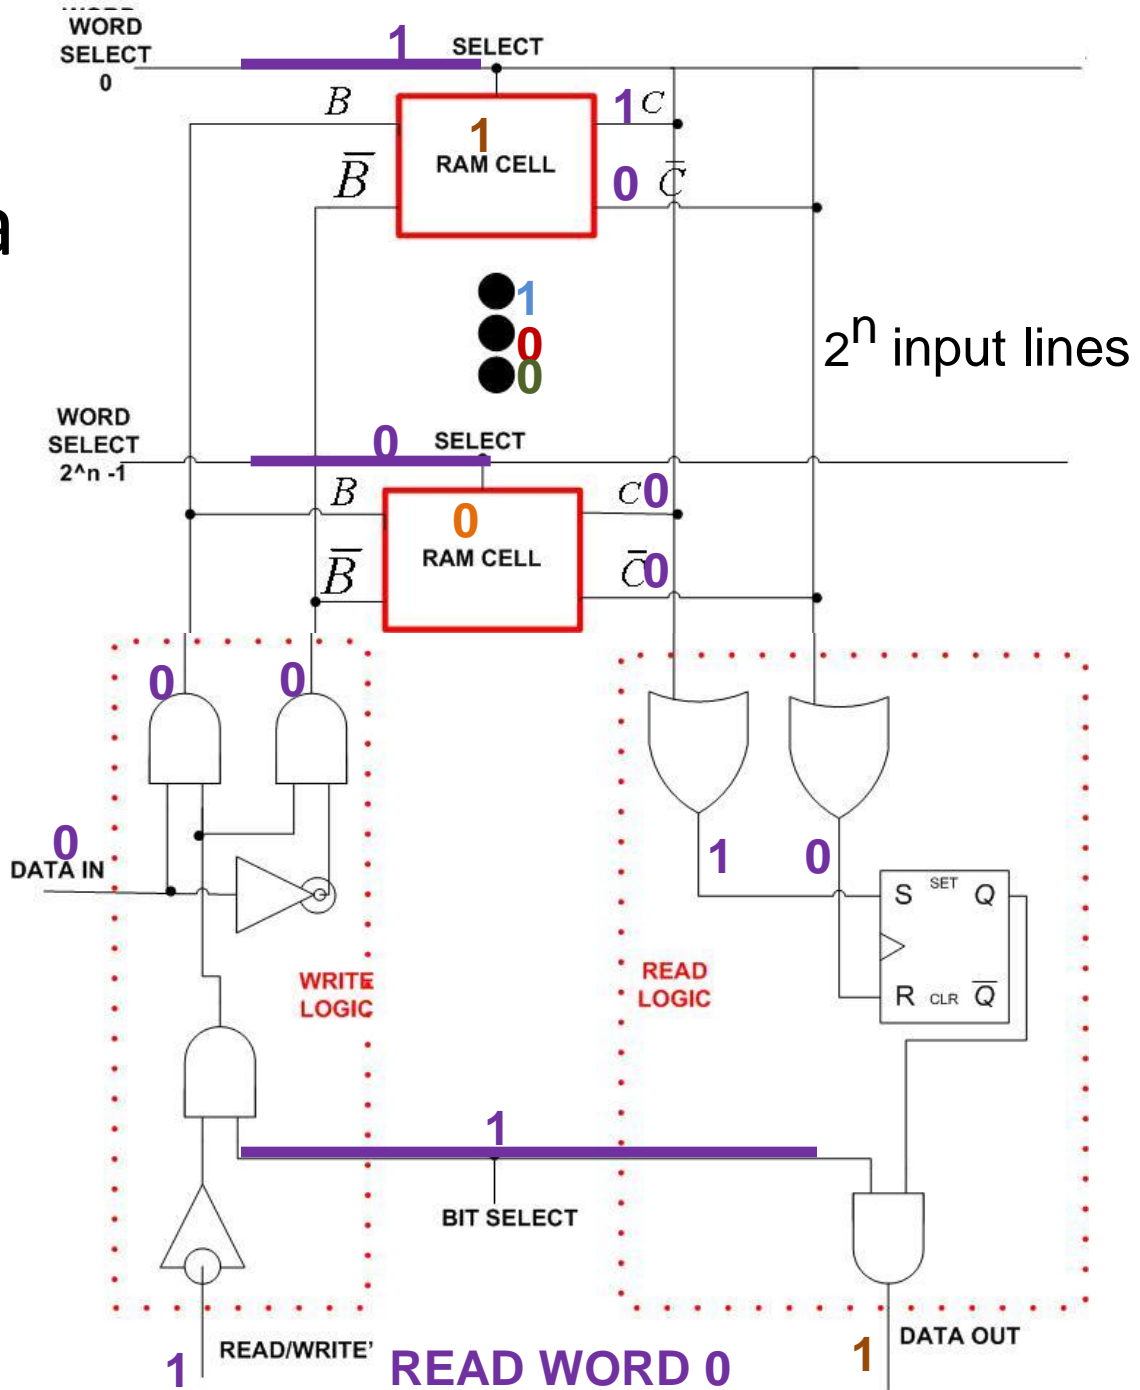 WORD
SELECT
0
1
SELECT
B
1
1 C
B̅
RAM CELL
0 C̅
a
1
0
0
2^n input lines
WORD
SELECT
2^n -1
0
SELECT
B
0
C 0
B̅
RAM CELL
C̅ 0
0
0
0
DATA IN
1
0
S SET Q
R CLR Q̅
WRITE
LOGIC
READ
LOGIC
1
BIT SELECT
1
READ/WRITE’
READ WORD 0
1
DATA OUT